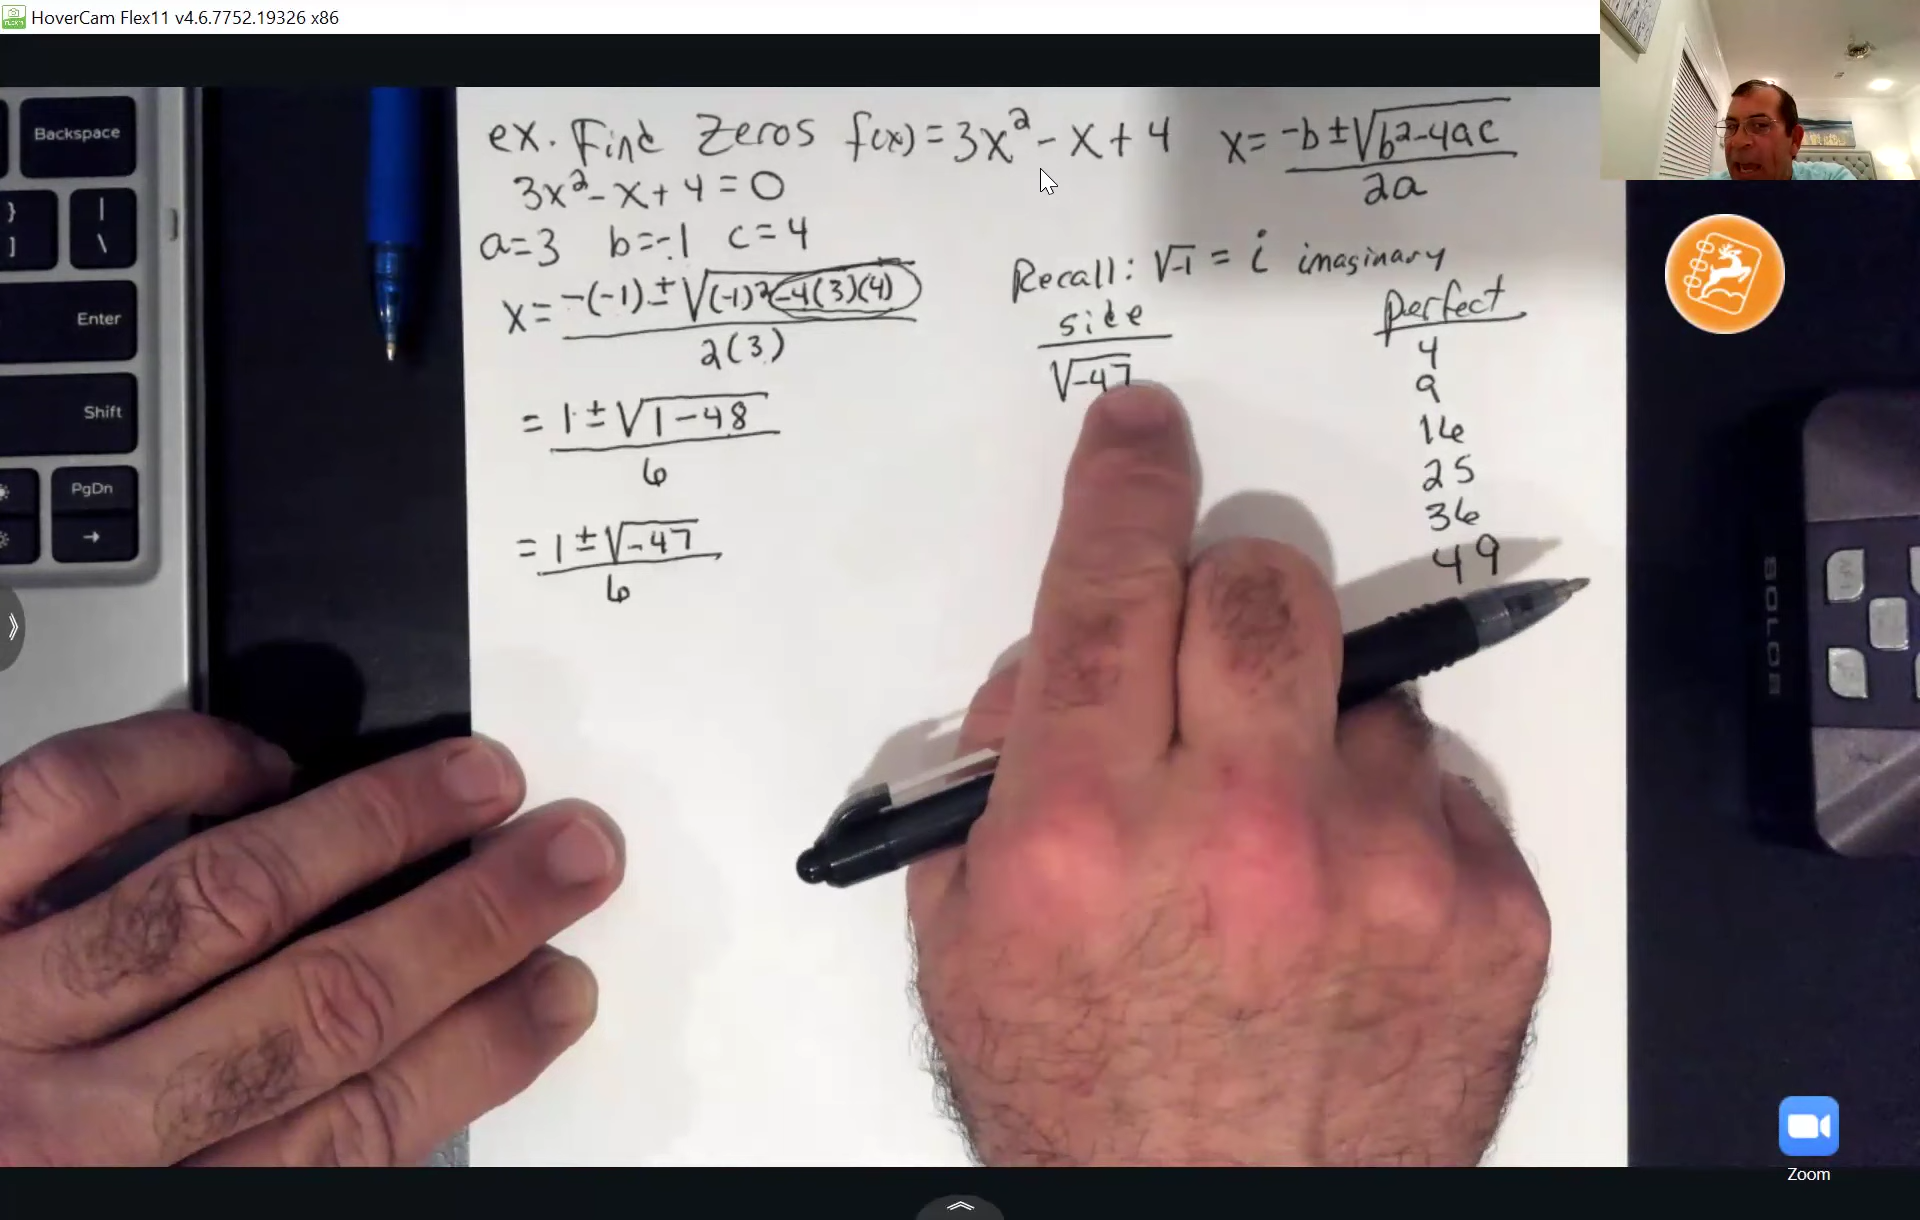 HoverCam Flex11 v4.6.7752.19326 x86
Backspace
} |
] \
Enter
Shift
PgDn
→
ex. Find Zeros f(x) = 3x² - x + 4
3x² - x + 4 = 0
a = 3 b = -1 c = 4
x = -(-1) ± √(-1)² -4(3)(4)
2(3)
= 1 ± √1 - 48
6
= 1 ± √-47
6
x = -b ± √b² - 4ac
2a
Recall: √-1 = i imaginary
side
√-47
perfect
4
9
16
25
36
49
BOLDB
Zoom